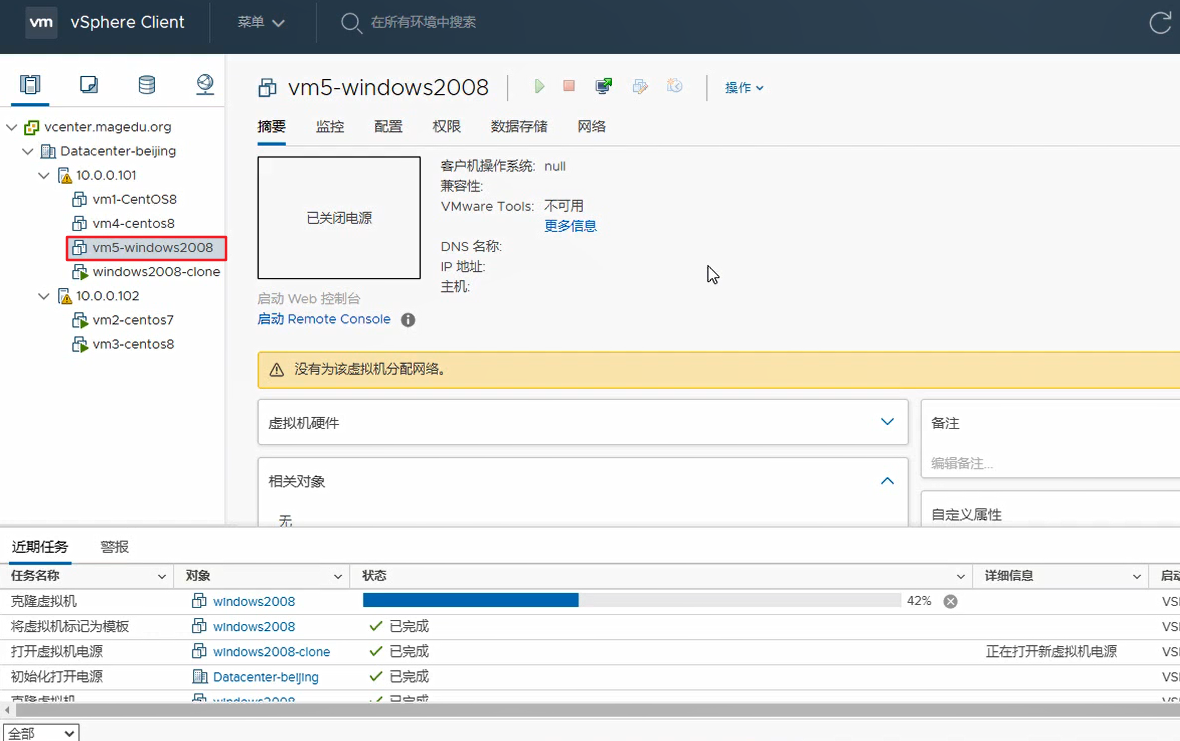 vm vSphere Client 菜单 在所有环境中搜索
vcenter.magedu.org
Datacenter-beijing
10.0.0.101
vm1-CentOS8
vm4-centos8
vm5-windows2008
windows2008-clone
10.0.0.102
vm2-centos7
vm3-centos8
vm5-windows2008 操作
摘要 监控 配置 权限 数据存储 网络
已关闭电源
客户机操作系统: null
兼容性:
VMware Tools: 不可用
更多信息
DNS 名称:
IP 地址:
主机:
启动 Web 控制台
启动 Remote Console
没有为该虚拟机分配网络。
虚拟机硬件
相关对象
无
备注
编辑备注...
自定义属性
近期任务 警报
任务名称 对象 状态 详细信息 启动
克隆虚拟机 windows2008 42% VS
将虚拟机标记为模板 windows2008 已完成 VS
打开虚拟机电源 windows2008-clone 已完成 正在打开新虚拟机电源 VS
初始化打开电源 Datacenter-beijing 已完成 VS
克隆虚拟机 windows2008 已完成
全部